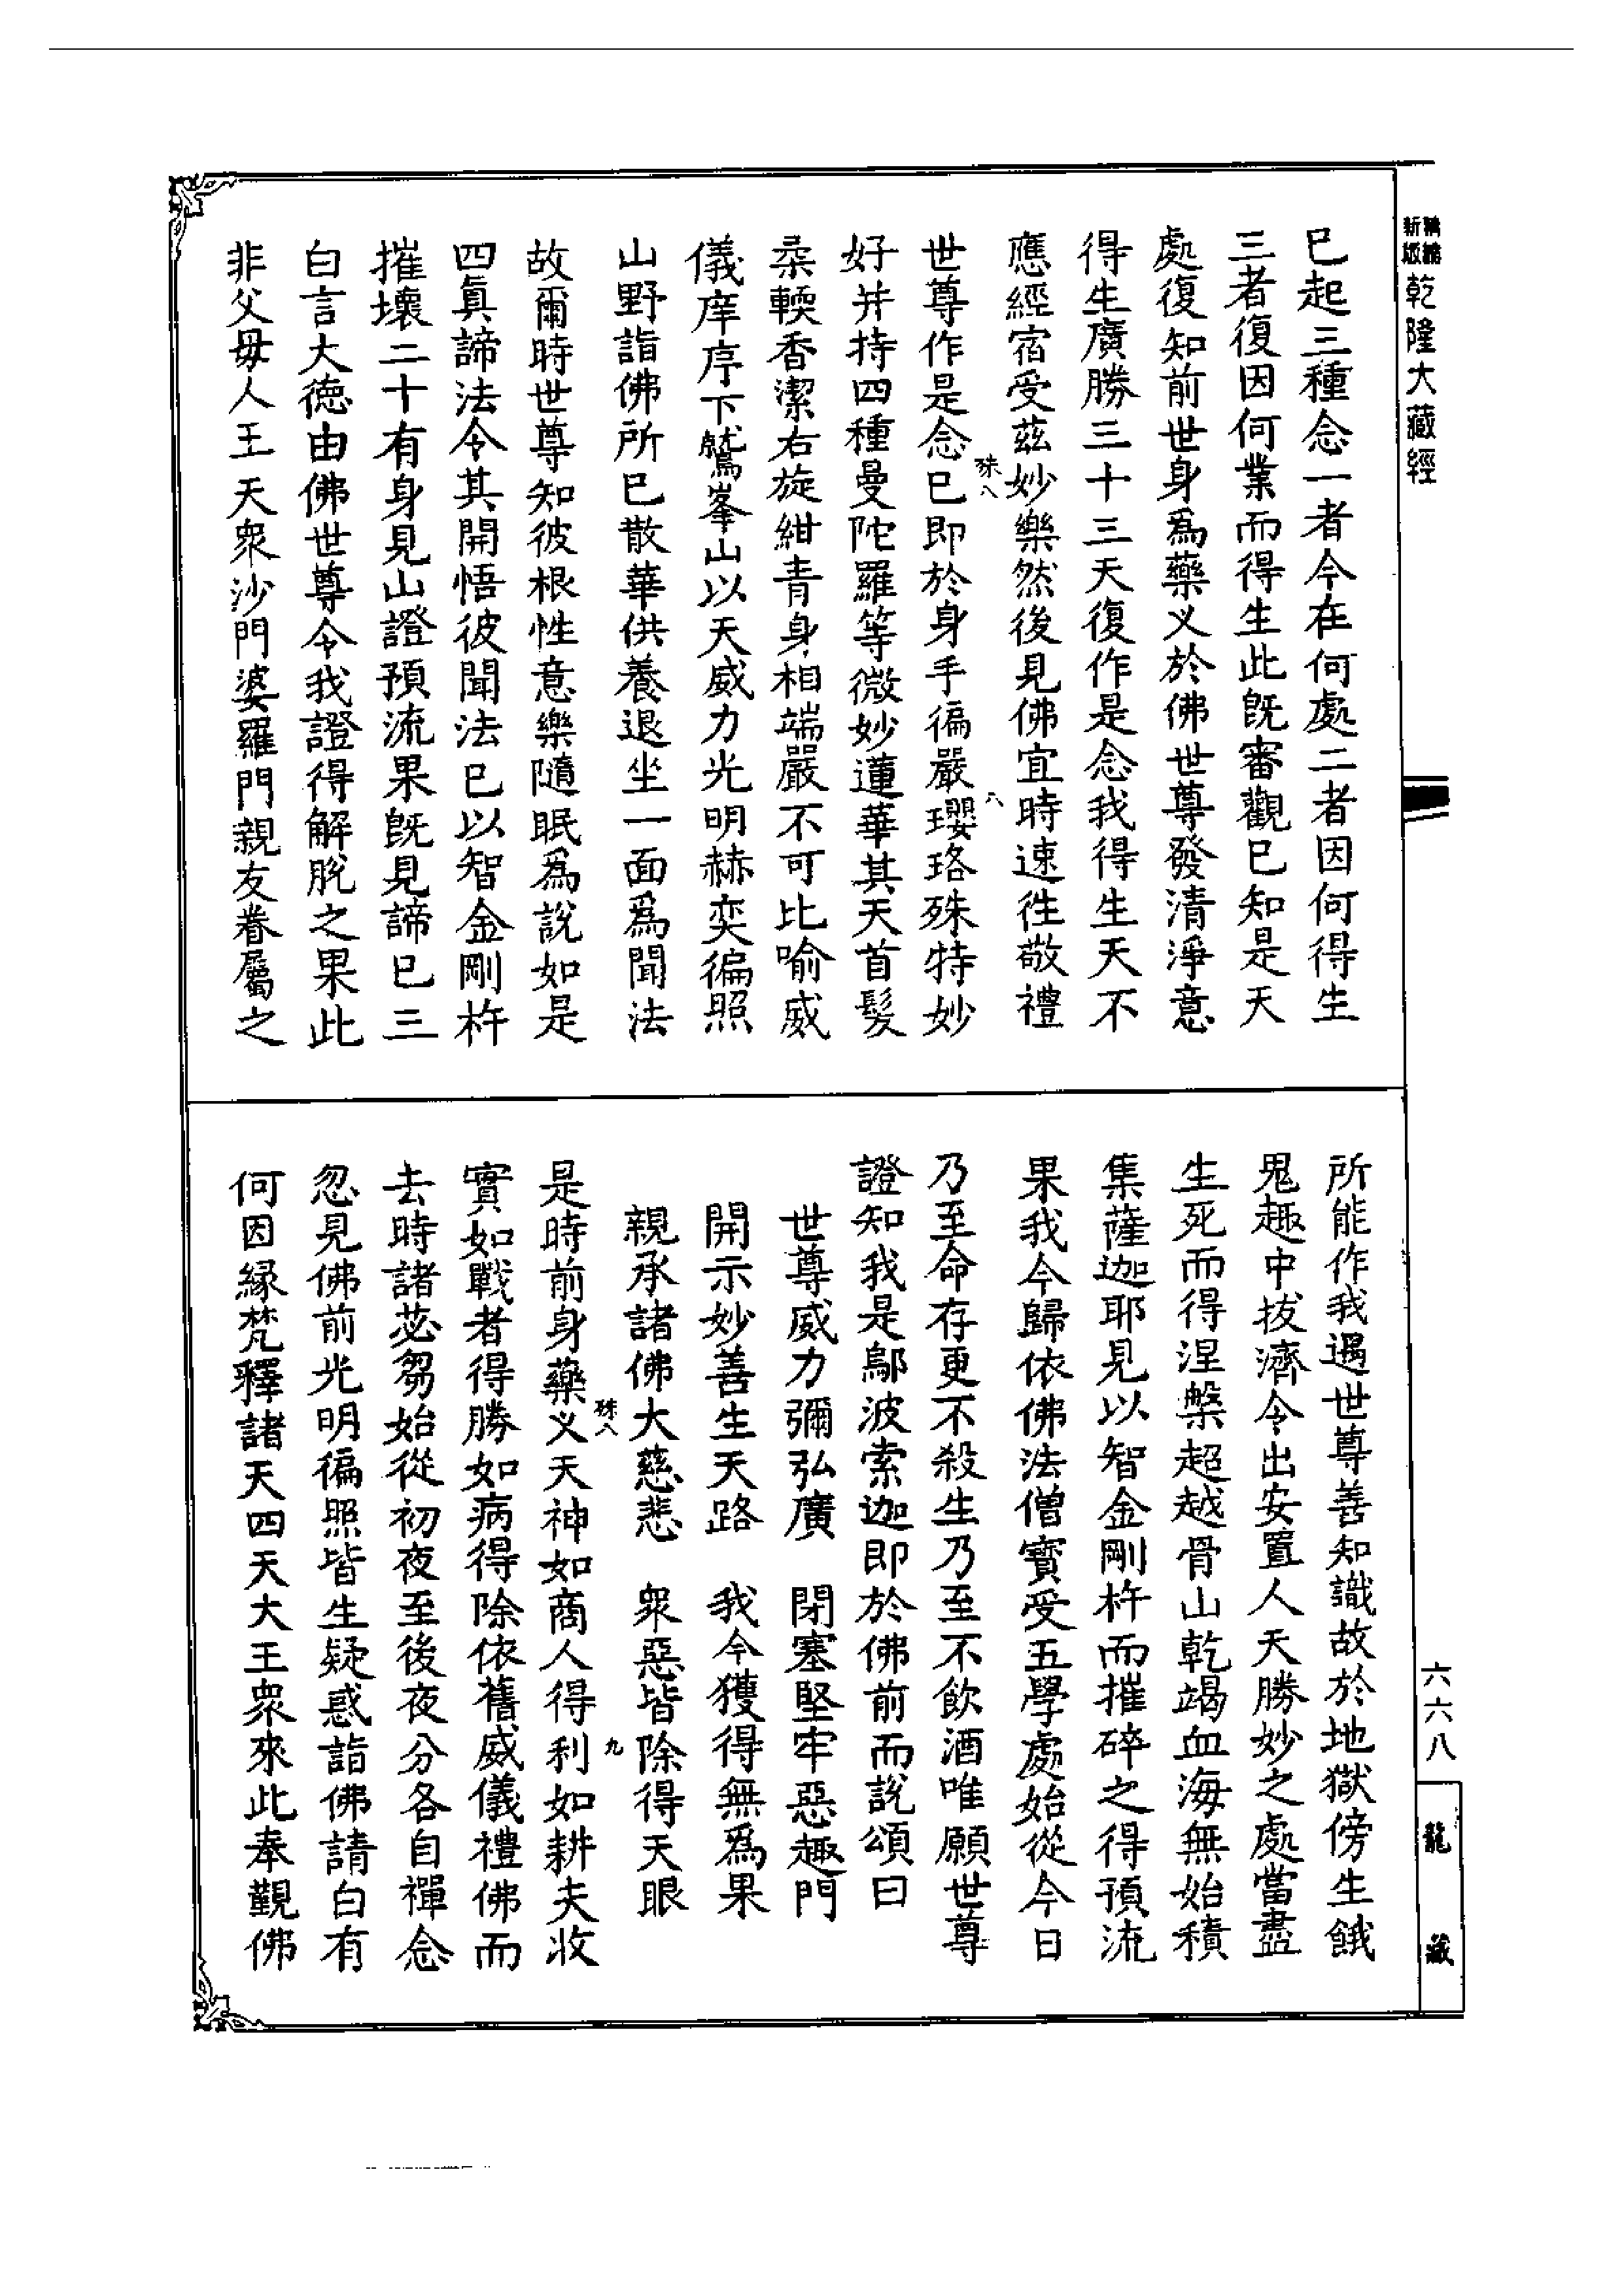 新編縮版乾隆大藏經
已起三種念一者今在何處二者因何得生
三者復因何業而得生此旣審觀已知是天
處復知前世身爲藥义於佛世尊發清淨意
得生廣勝三十三天復作是念我得生天不
應經宿受茲妙樂然後見佛宜時速徃敬禮
殊八
八
世尊作是念已即於身手徧嚴瓔珞殊特妙
好并持四種曼陀羅等微妙蓮華其天首髮
柔輭香潔右旋紺青身相端嚴不可比喻威
儀庠序下鷲峯山以天威力光明赫奕徧照
山野詣佛所已散華供養退坐一面爲聞法
故爾時世尊知彼根性意樂隨眠爲說如是
四眞諦法令其開悟彼聞法已以智金剛杵
摧壞二十有身見山證預流果旣見諦已三
白言大德由佛世尊令我證得解脫之果此
非父母人王天衆沙門婆羅門親友眷屬之
所能作我遇世尊善知識故於地獄傍生餓
鬼趣中拔濟令出安置人天勝妙之處當盡
生死而得涅槃超越骨山乾竭血海無始積
集薩迦耶見以智金剛杵而摧碎之得預流
果我今歸依佛法僧寶受五學處始從今日
乃至命存更不殺生乃至不飲酒唯願世尊
證知我是鄔波索迦即於佛前而說頌曰
世尊威力彌弘廣　閉塞堅牢惡趣門
開示妙善生天路　我今獲得無爲果
親承諸佛大慈悲　衆惡皆除得天眼
殊八
九
是時前身藥义天神如商人得利如耕夫收
實如戰者得勝如病得除依舊威儀禮佛而
去時諸苾芻始從初夜至後夜分各自禪念
忽見佛前光明徧照皆生疑惑詣佛請白有
何因緣梵釋諸天四天大王衆來此奉覲佛
六六八
龍藏